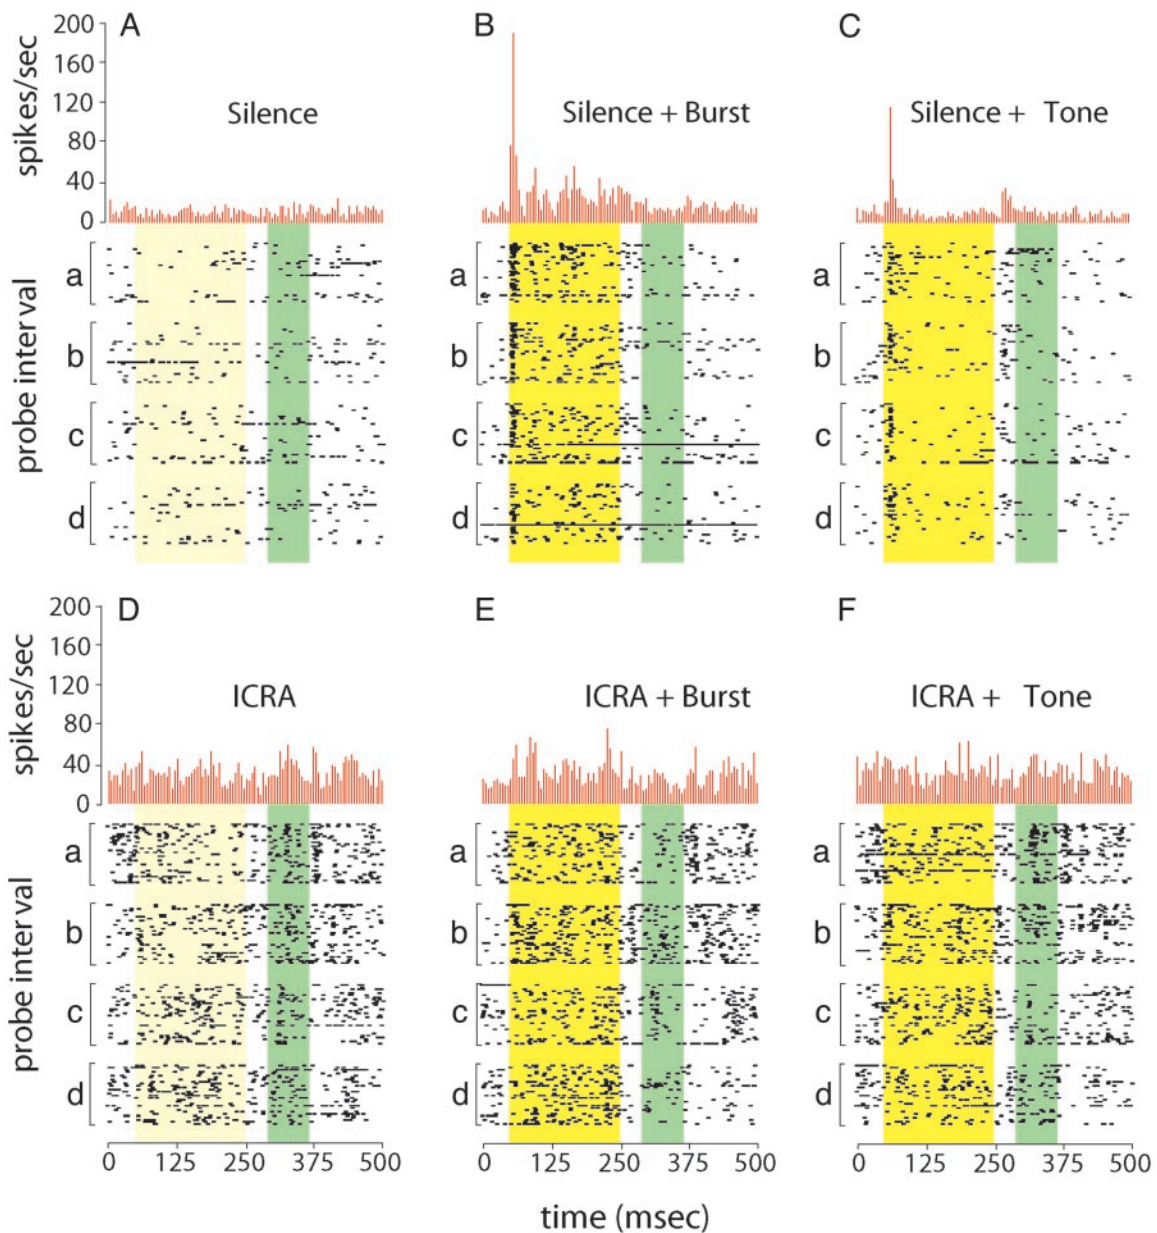 A
B
C
200
160
120
80
40
0
spikes/sec
Silence
Silence + Burst
Silence + Tone
probe interval
a
b
c
d
a
b
c
d
a
b
c
d
D
E
F
200
160
120
80
40
0
spikes/sec
ICRA
ICRA + Burst
ICRA + Tone
probe interval
a
b
c
d
a
b
c
d
a
b
c
d
0 125 250 375 500
0 125 250 375 500
0 125 250 375 500
time (msec)